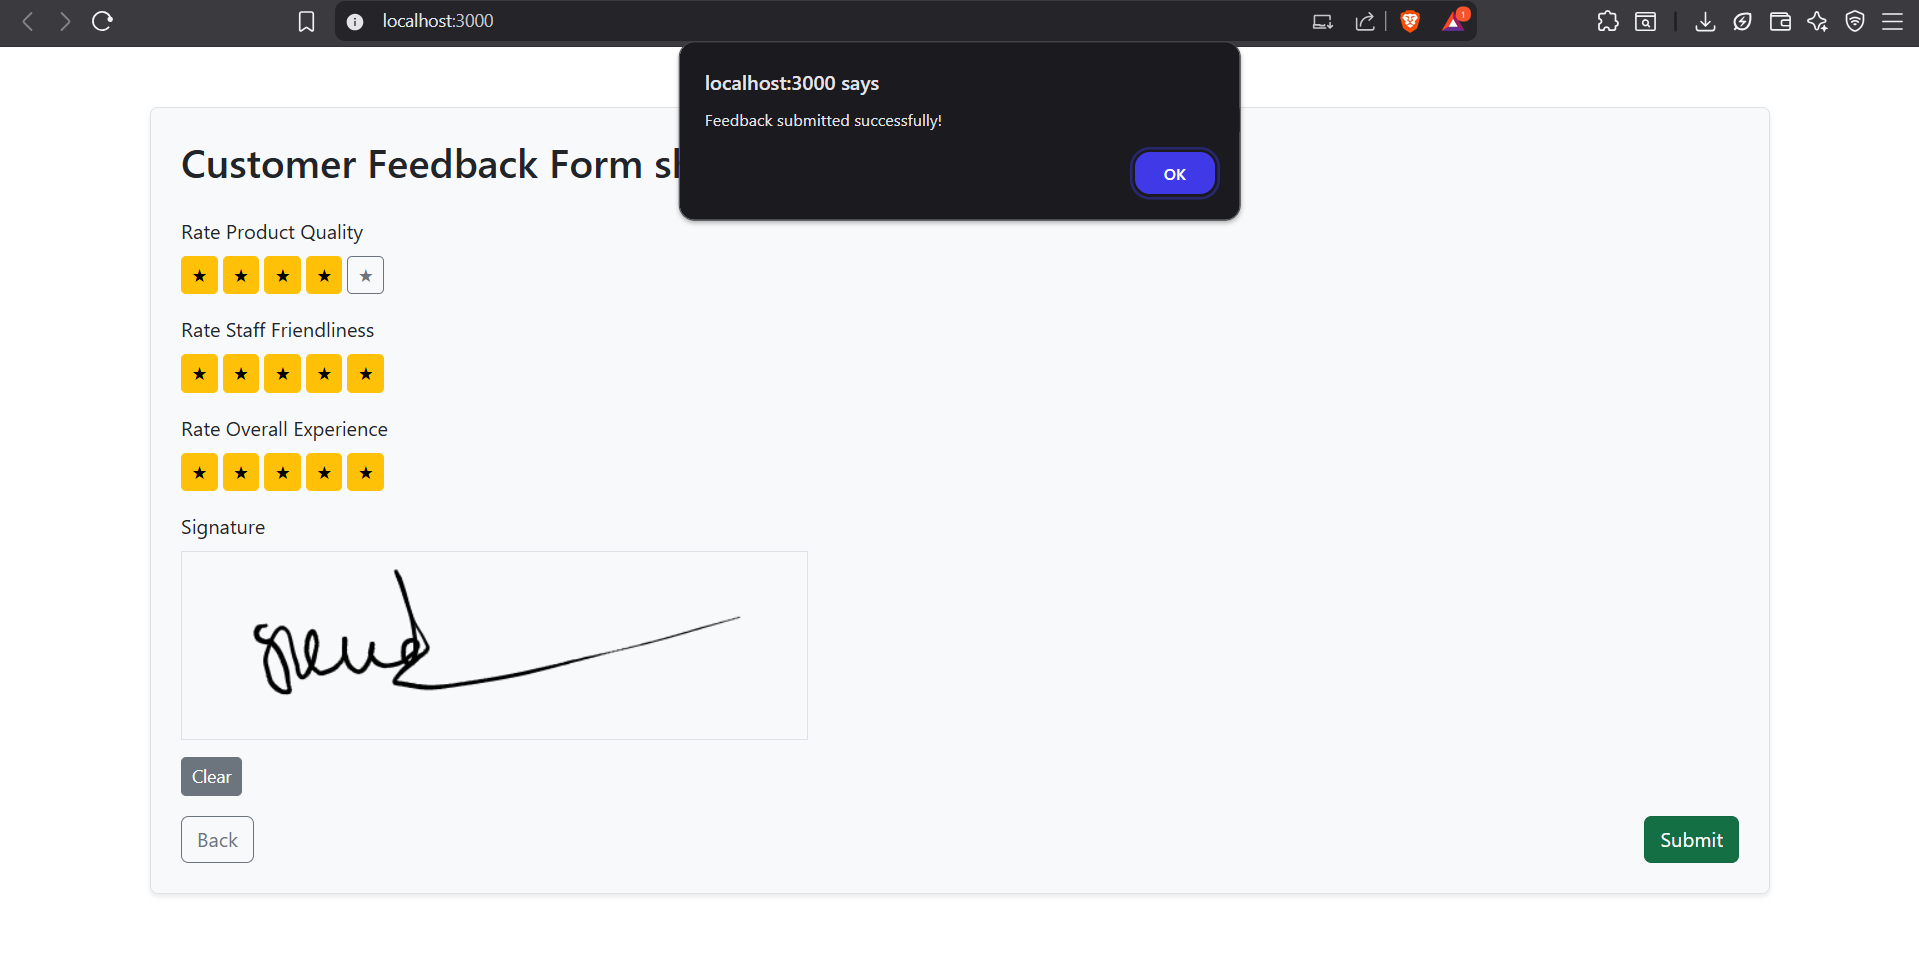 localhost:3000
1
localhost:3000 says
Feedback submitted successfully!
OK
Customer Feedback Form
Rate Product Quality
Rate Staff Friendliness
Rate Overall Experience
Signature
Clear
Back
Submit